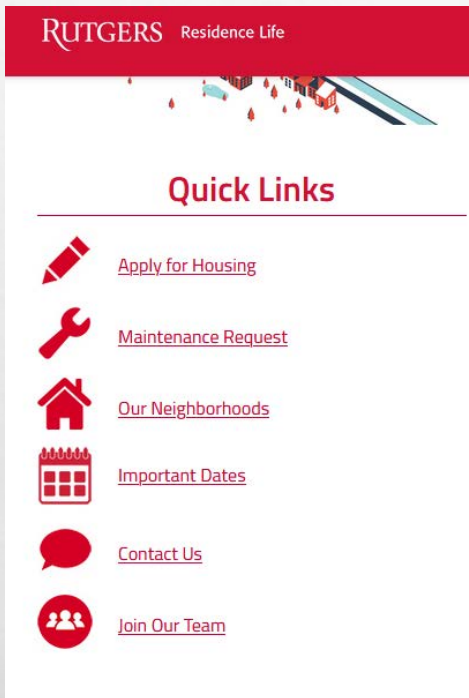 RUTGERS Residence Life
Quick Links
Apply for Housing
Maintenance Request
Our Neighborhoods
Important Dates
Contact Us
Join Our Team